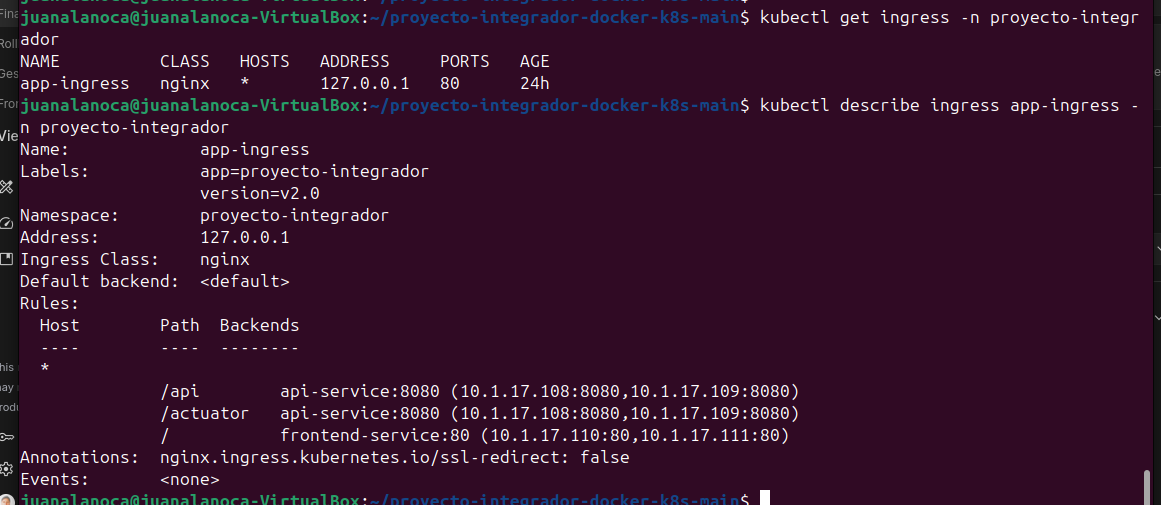 juanalanoca@juanalanoca-VirtualBox:~/proyecto-integrador-docker-k8s-main$ kubectl get ingress -n proyecto-integr
ador
NAME CLASS HOSTS ADDRESS PORTS AGE
app-ingress nginx * 127.0.0.1 80 24h
juanalanoca@juanalanoca-VirtualBox:~/proyecto-integrador-docker-k8s-main$ kubectl describe ingress app-ingress -
n proyecto-integrador
Name: app-ingress
Labels: app=proyecto-integrador
version=v2.0
Namespace: proyecto-integrador
Address: 127.0.0.1
Ingress Class: nginx
Default backend: <default>
Rules:
Host Path Backends
---- ---- --------
*
/api api-service:8080 (10.1.17.108:8080,10.1.17.109:8080)
/actuator api-service:8080 (10.1.17.108:8080,10.1.17.109:8080)
/ frontend-service:80 (10.1.17.110:80,10.1.17.111:80)
Annotations: nginx.ingress.kubernetes.io/ssl-redirect: false
Events: <none>
juanalanoca@juanalanoca-VirtualBox:~/proyecto-integrador-docker-k8s-main$